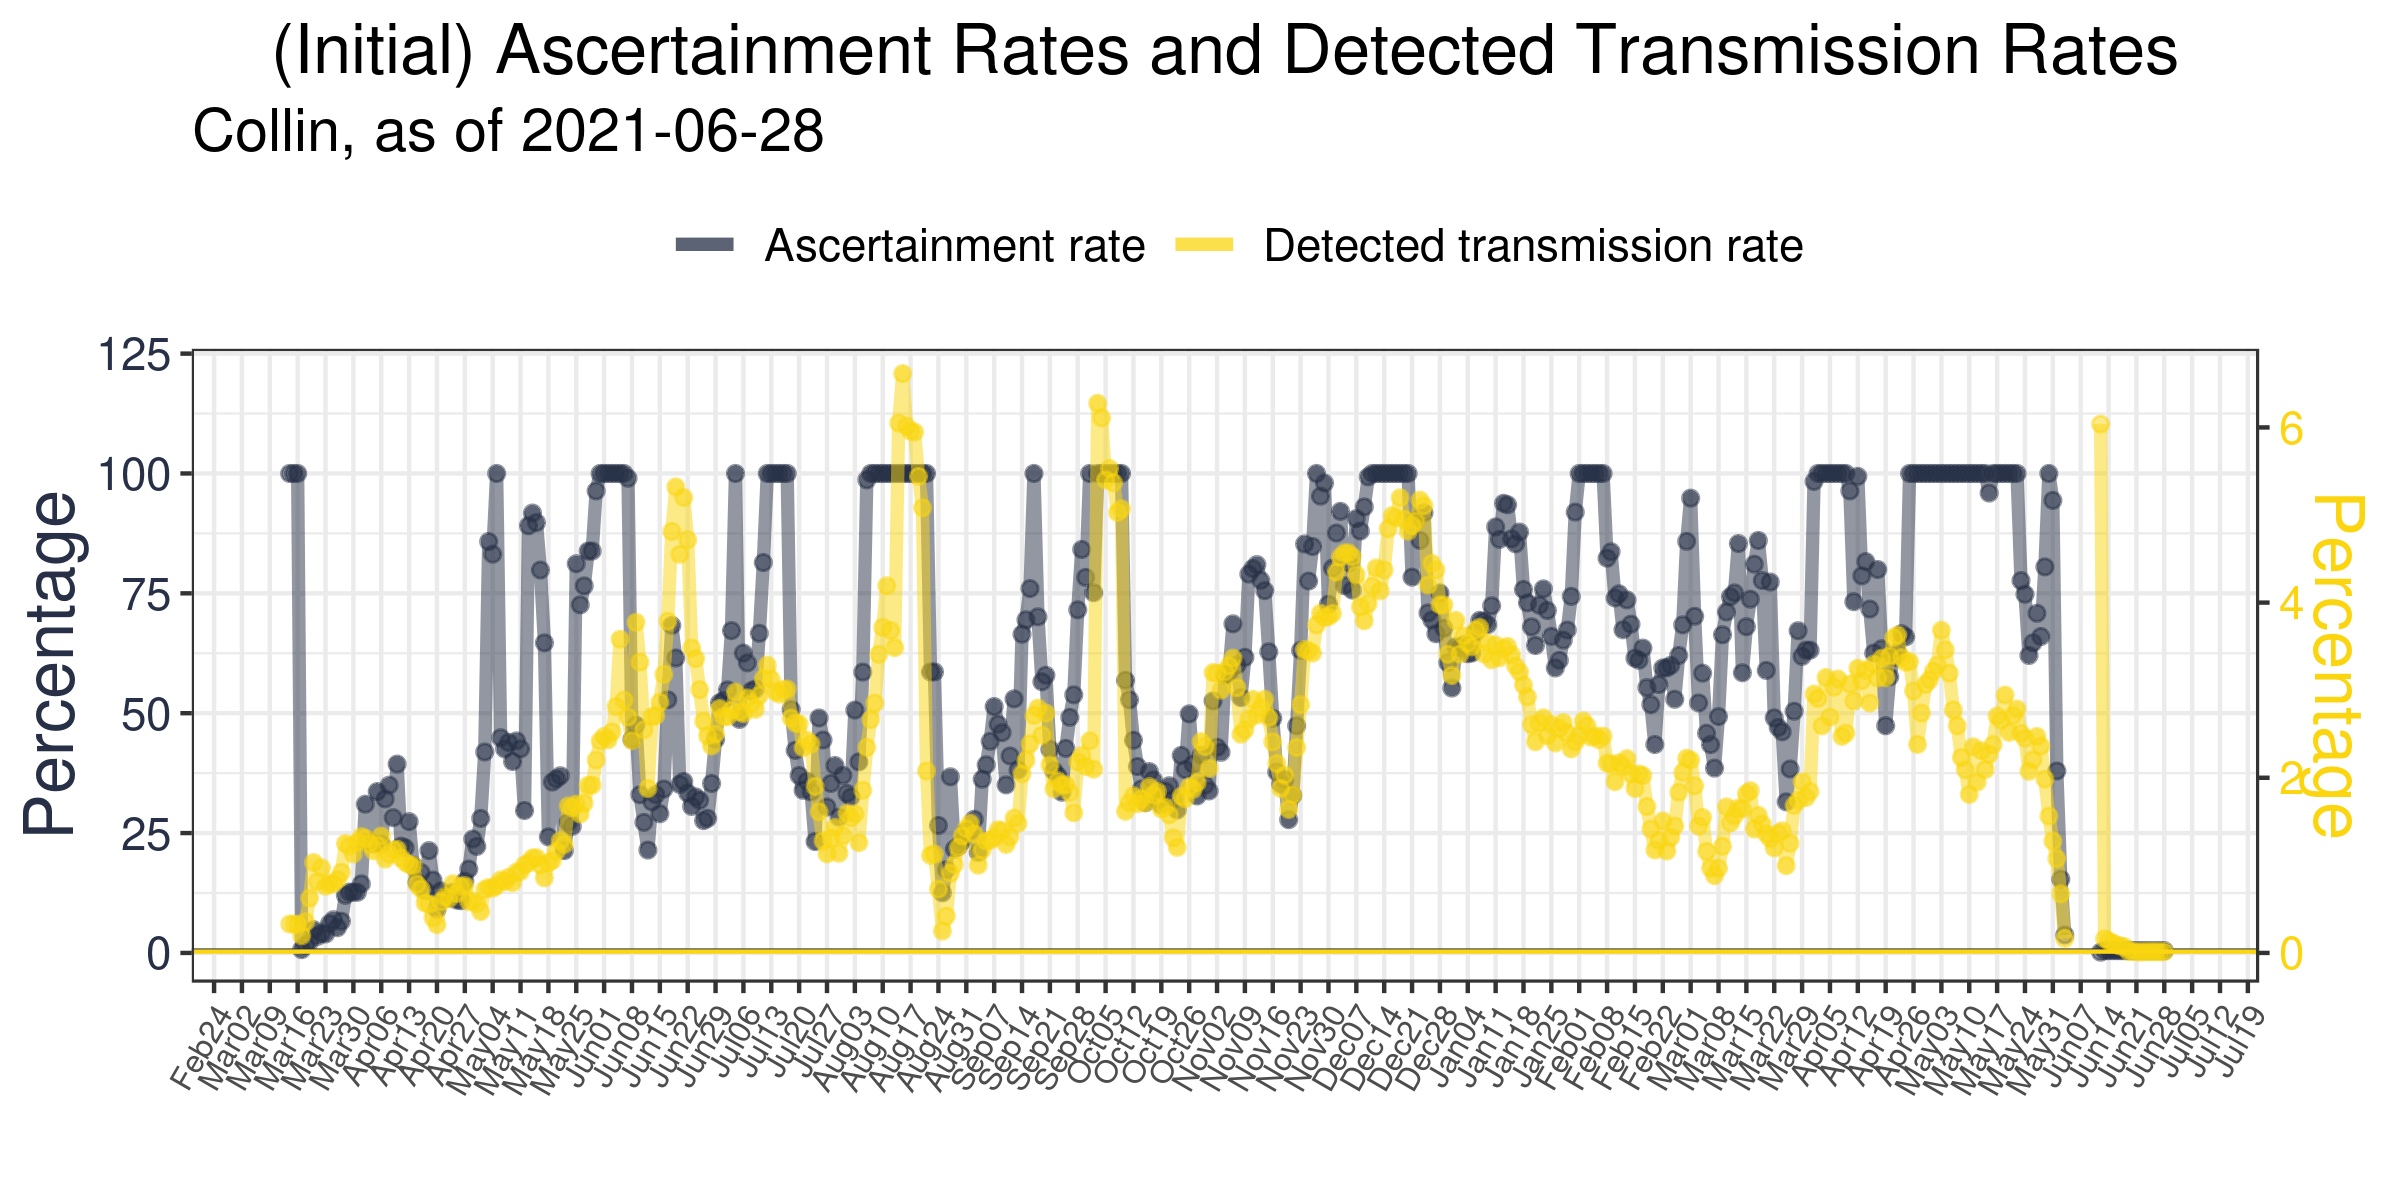 (Initial) Ascertainment Rates and Detected Transmission Rates
Collin, as of 2021-06-28
Ascertainment rate Detected transmission rate
125
100
75
50
25
0
Percentage
6
4
2
0
Percentage
Feb24 Mar02 Mar09 Mar16 Mar23 Mar30 Apr06 Apr13 Apr20 Apr27 May04 May11 May18 May25 Jun01 Jun08 Jun15 Jun22 Jun29 Jul06 Jul13 Jul20 Jul27 Aug03 Aug10 Aug17 Aug24 Aug31 Sep07 Sep14 Sep21 Sep28 Oct05 Oct12 Oct19 Oct26 Nov02 Nov09 Nov16 Nov23 Nov30 Dec07 Dec14 Dec21 Dec28 Jan04 Jan11 Jan18 Jan25 Feb01 Feb08 Feb15 Feb22 Mar01 Mar08 Mar15 Mar22 Mar29 Apr05 Apr12 Apr19 Apr26 May03 May10 May17 May24 May31 Jun07 Jun14 Jun21 Jun28 Jul05 Jul12 Jul19